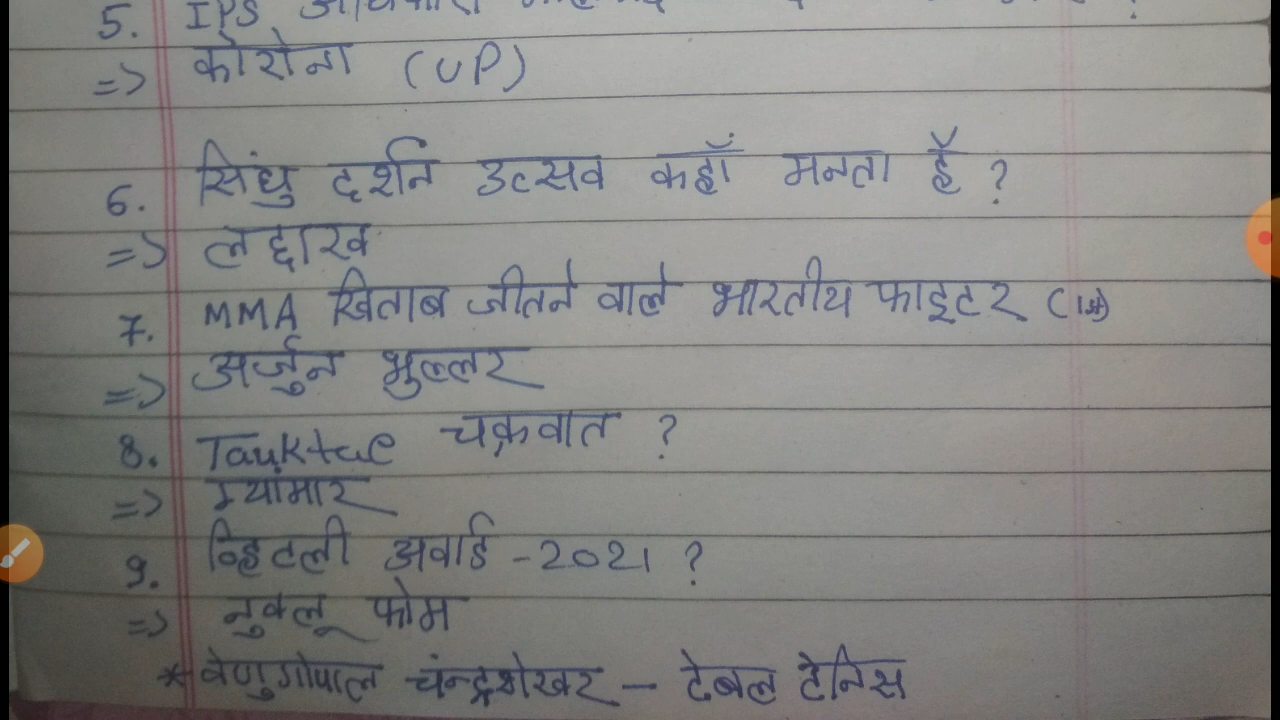 5. IPS
=> कोरोना (UP)
6. सिंधु दर्शन उत्सव कहाँ मनता है ?
=> लद्दाख
7. MMA खिताब जीतने वाले भारतीय फाइटर (1st)
=> अर्जुन भुल्लर
8. Tauktae चक्रवात ?
=> म्यांमार
9. व्हिटली अवार्ड -2021 ?
=> नुक्लू फोम
* वेणुगोपाल चंन्द्रशेखर – टेबल टेनिस